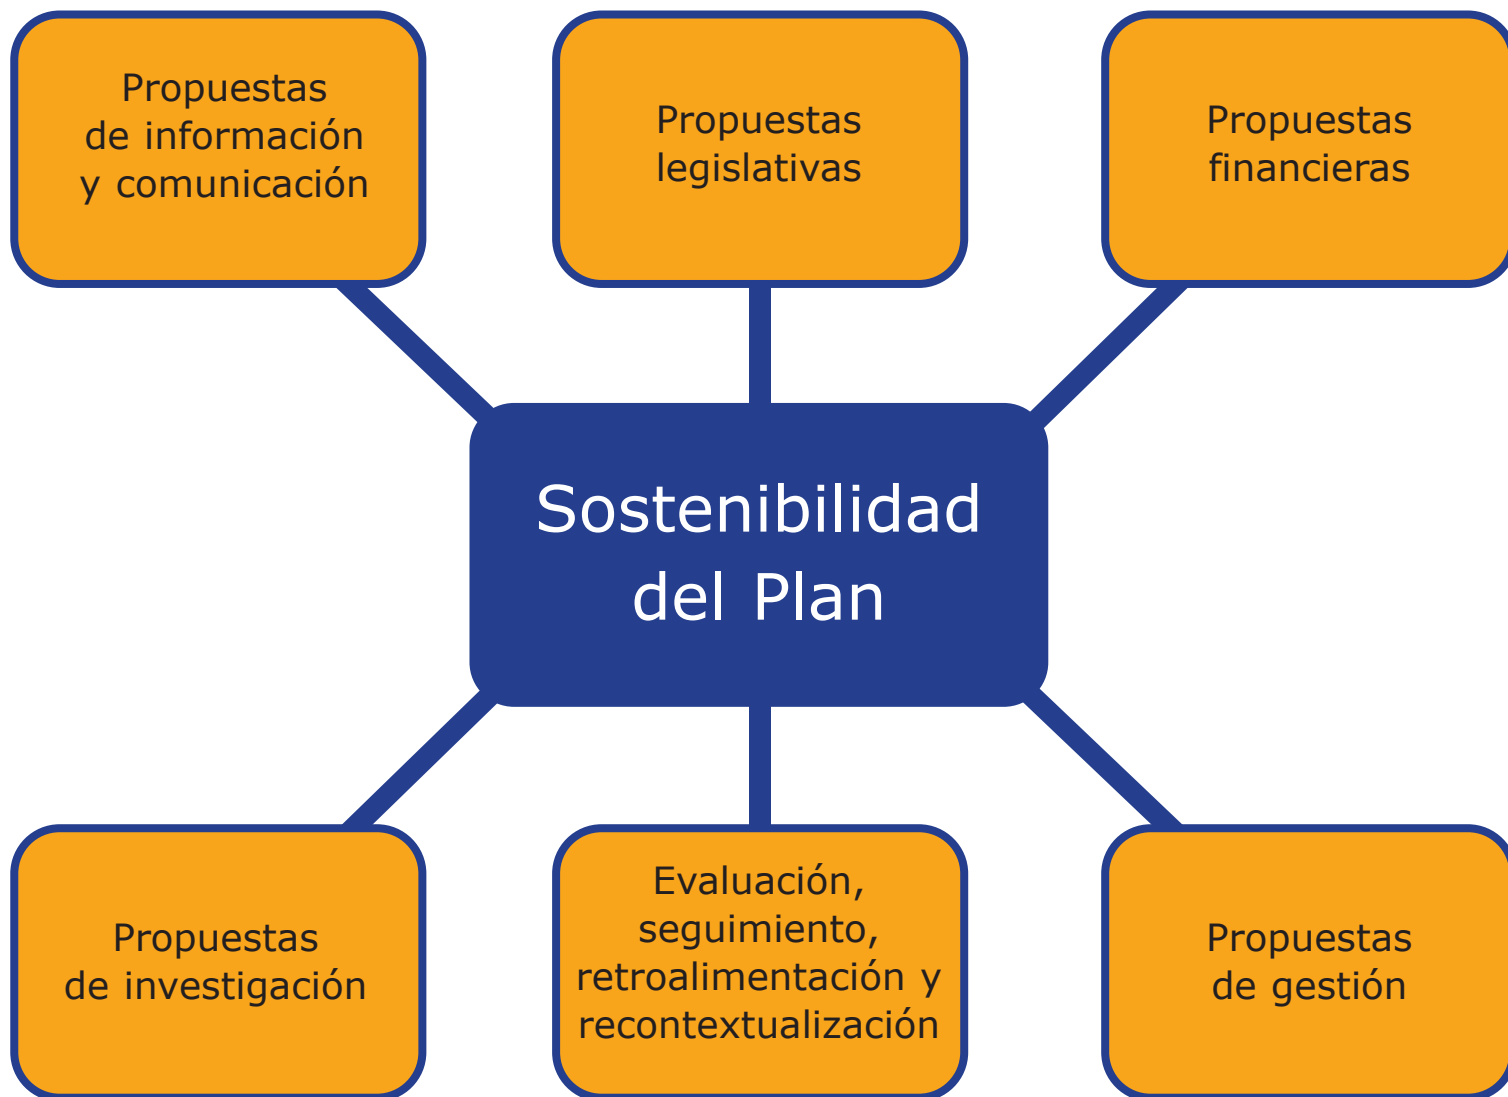 Propuestas
de información
y comunicación
Propuestas
legislativas
Propuestas
financieras
Sostenibilidad
del Plan
Propuestas
de investigación
Evaluación,
seguimiento,
retroalimentación y
recontextualización
Propuestas
de gestión